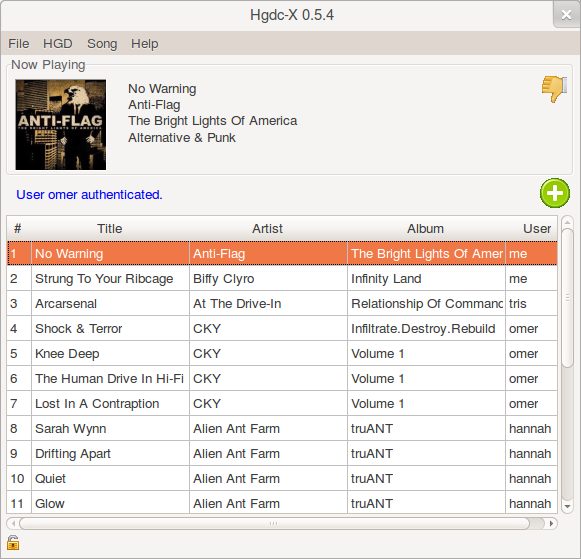 Hgdc-X 0.5.4
File HGD Song Help
Now Playing
ANTI-FLAG
THE BRIGHT LIGHTS OF AMERICA
No Warning
Anti-Flag
The Bright Lights Of America
Alternative & Punk
User omer authenticated.
# Title Artist Album User
1 No Warning Anti-Flag The Bright Lights Of Amer me
2 Strung To Your Ribcage Biffy Clyro Infinity Land me
3 Arcarsenal At The Drive-In Relationship Of Command tris
4 Shock & Terror CKY Infiltrate.Destroy.Rebuild omer
5 Knee Deep CKY Volume 1 omer
6 The Human Drive In Hi-Fi CKY Volume 1 omer
7 Lost In A Contraption CKY Volume 1 omer
8 Sarah Wynn Alien Ant Farm truANT hannah
9 Drifting Apart Alien Ant Farm truANT hannah
10 Quiet Alien Ant Farm truANT hannah
11 Glow Alien Ant Farm truANT hannah